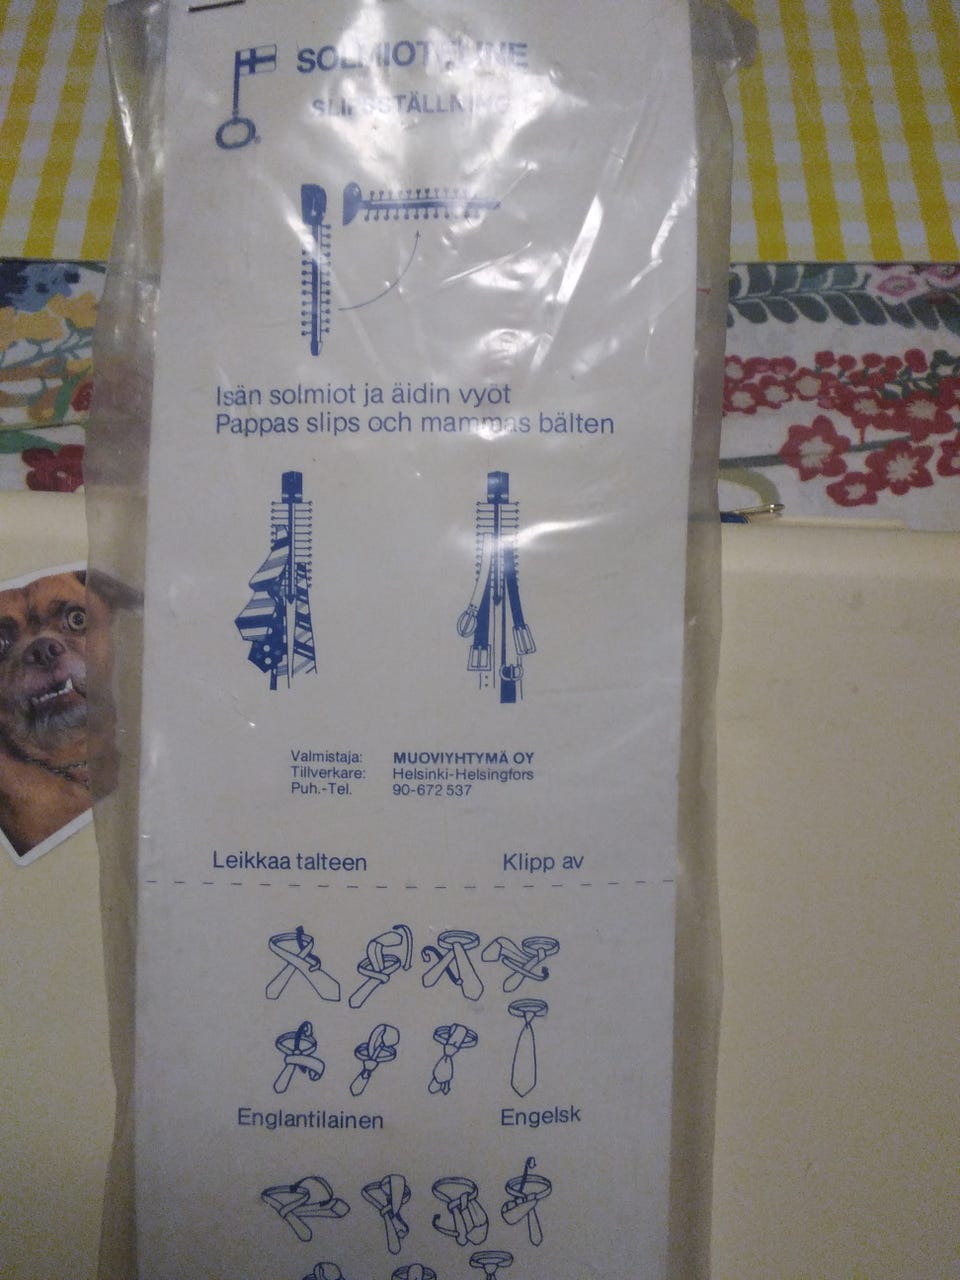 SOLMIOTELINE
SLIPSSTÄLLNING
Isän solmiot ja äidin vyöt
Pappas slips och mammas bälten
Valmistaja: MUOVIYHTYMÄ OY
Tillverkare: Helsinki-Helsingfors
Puh.-Tel. 90-672 537
Leikkaa talteen Klipp av
Englantilainen Engelsk